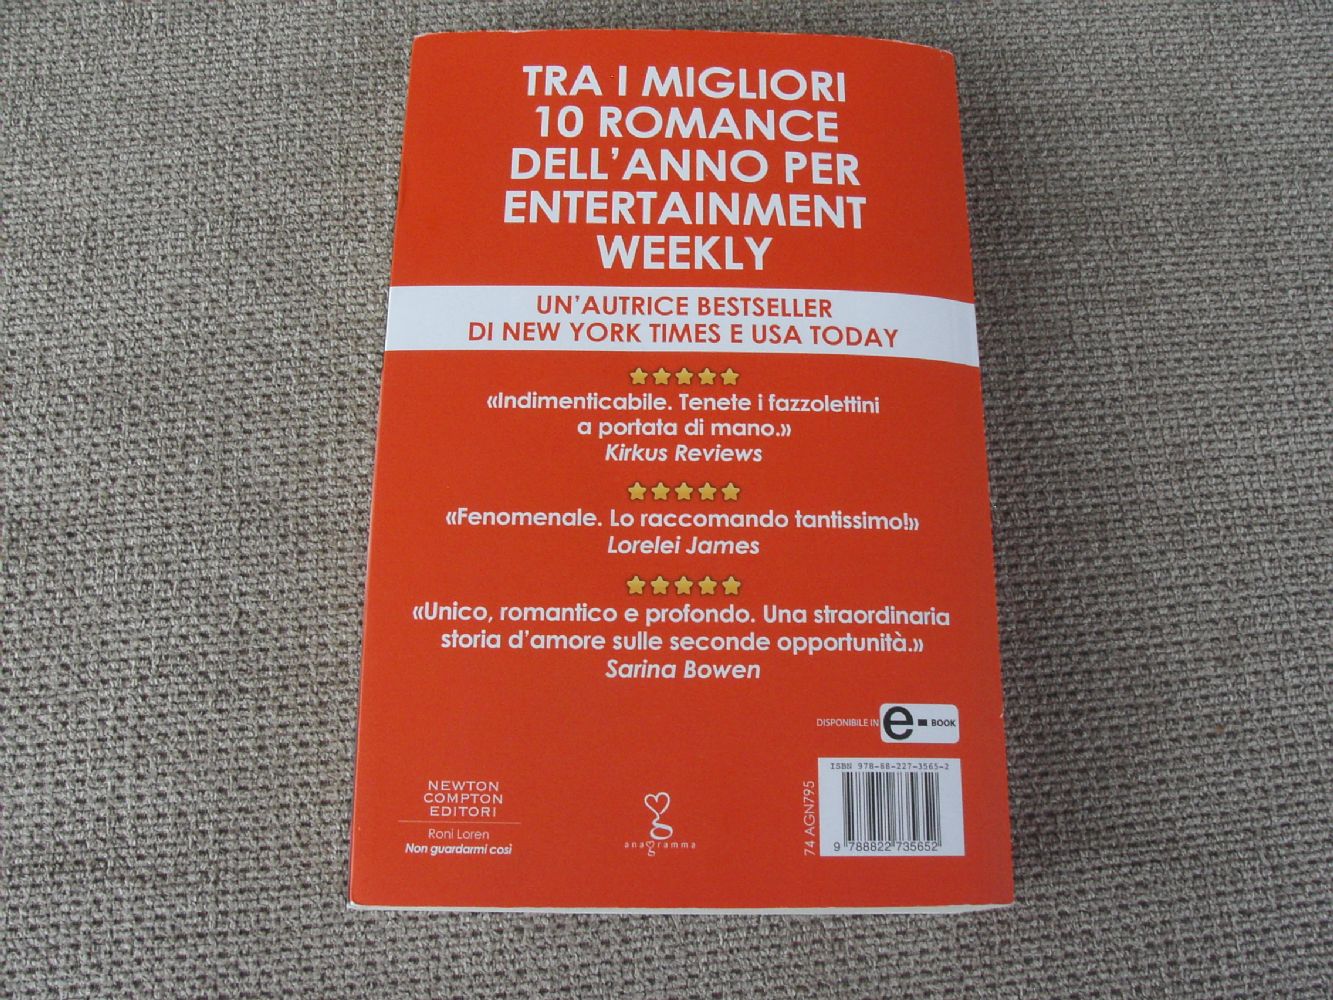 TRA I MIGLIORI
10 ROMANCE
DELL'ANNO PER
ENTERTAINMENT
WEEKLY
UN'AUTRICE BESTSELLER
DI NEW YORK TIMES E USA TODAY
«Indimenticabile. Tenete i fazzolettini
a portata di mano.»
Kirkus Reviews
«Fenomenale. Lo raccomando tantissimo!»
Lorelei James
«Unico, romantico e profondo. Una straordinaria
storia d'amore sulle seconde opportunità.»
Sarina Bowen
DISPONIBILE IN e-BOOK
NEWTON
COMPTON
EDITORI
Roni Loren
Non guardarmi così
anagramma
74 AGN795
ISBN 978-88-227-3565-2
9 788822 735652